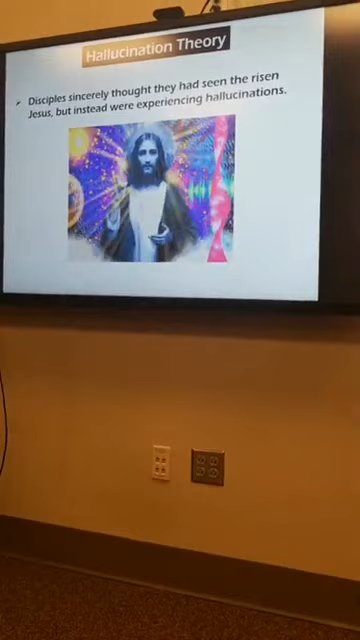 Hallucination Theory
Disciples sincerely thought they had seen the risen
Jesus, but instead were experiencing hallucinations.